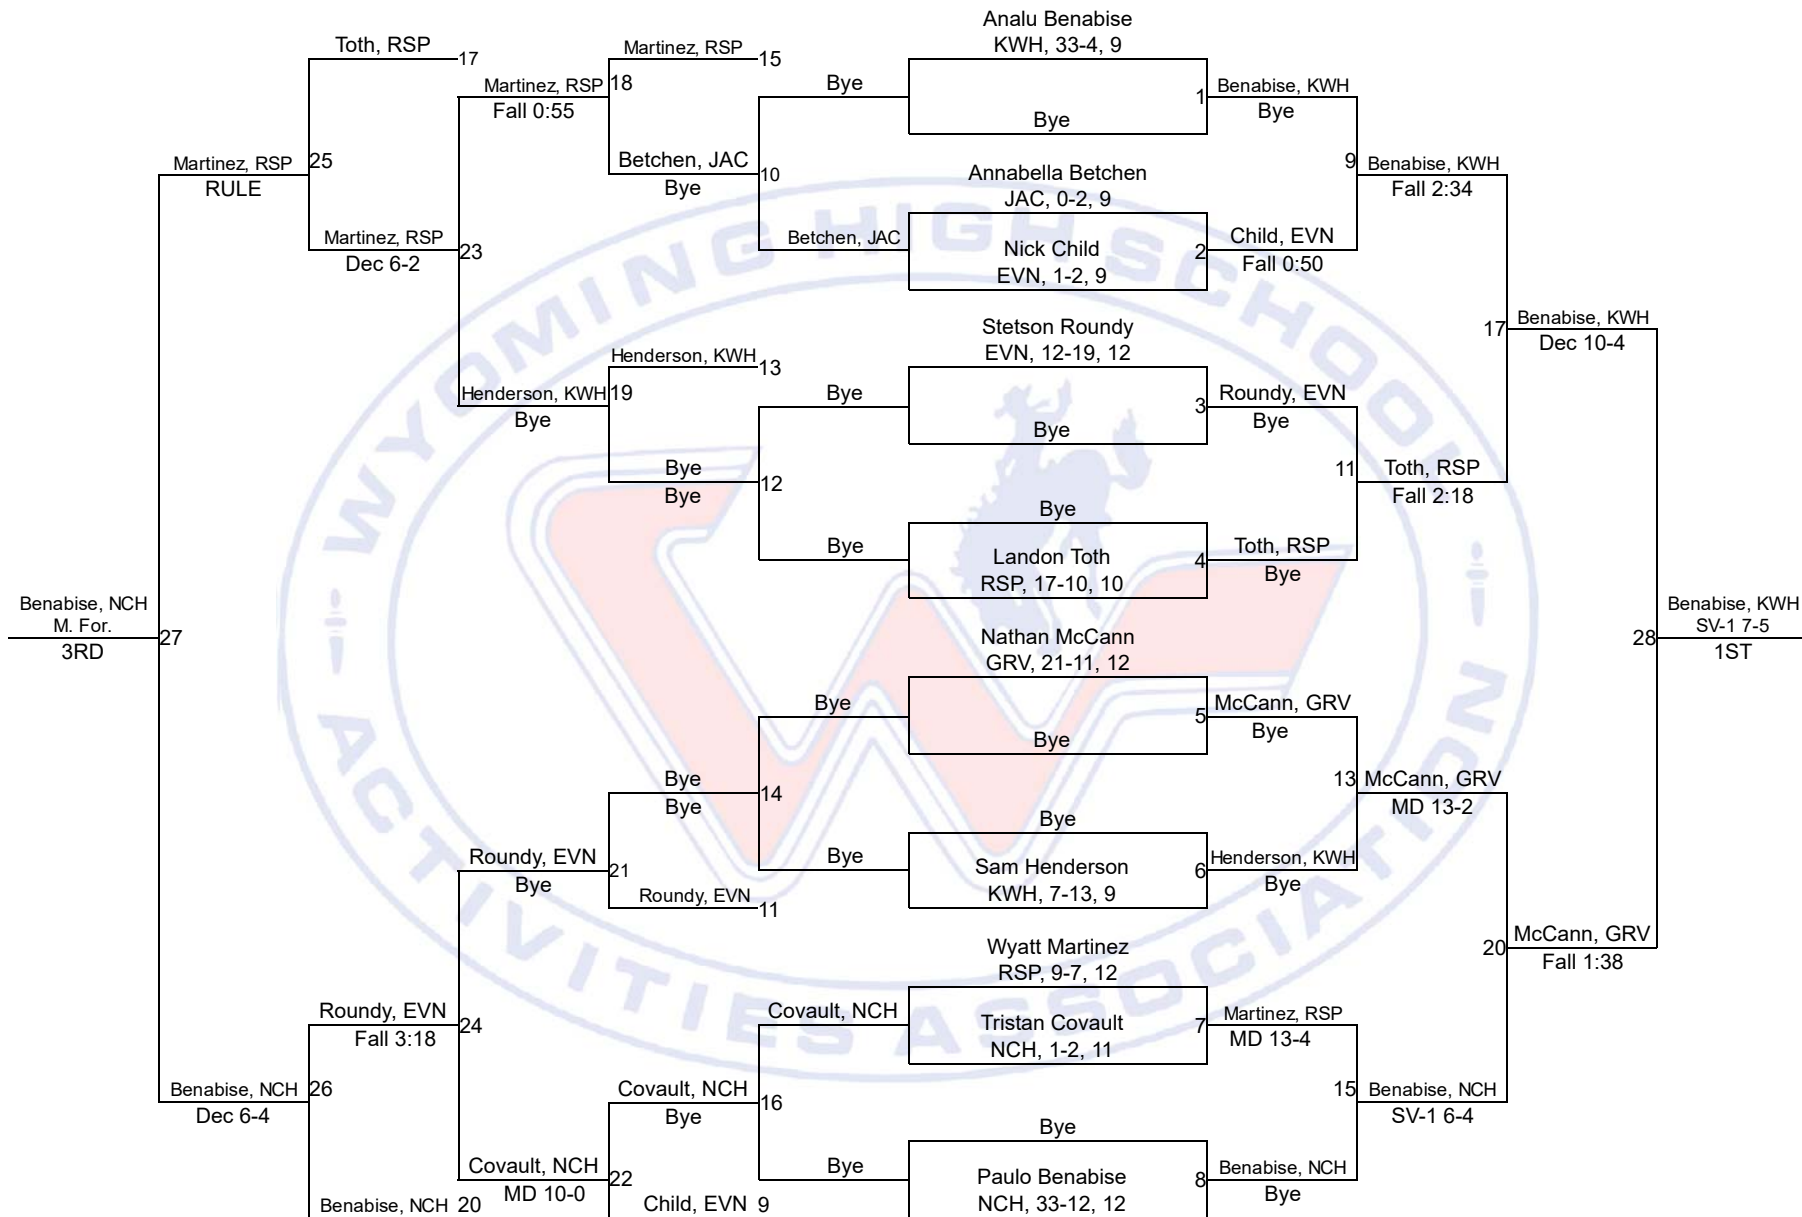 Analu Benabise
KWH, 33-4, 9
Bye
Annabella Betchen
JAC, 0-2, 9
Nick Child
EVN, 1-2, 9
Stetson Roundy
EVN, 12-19, 12
Bye
Bye
Landon Toth
RSP, 17-10, 10
Nathan McCann
GRV, 21-11, 12
Bye
Bye
Sam Henderson
KWH, 7-13, 9
Wyatt Martinez
RSP, 9-7, 12
Tristan Covault
NCH, 1-2, 11
Bye
Paulo Benabise
NCH, 33-12, 12
1
Benabise, KWH
Bye
2
Child, EVN
Fall 0:50
3
Roundy, EVN
Bye
4
Toth, RSP
Bye
5
McCann, GRV
Bye
6
Henderson, KWH
Bye
7
Martinez, RSP
MD 13-4
8
Benabise, NCH
Bye
9
Benabise, KWH
Fall 2:34
11
Toth, RSP
Fall 2:18
13
McCann, GRV
MD 13-2
15
Benabise, NCH
SV-1 6-4
17
Benabise, KWH
Dec 10-4
20
McCann, GRV
Fall 1:38
28
Benabise, KWH
SV-1 7-5
1ST
Bye
Betchen, JAC
Bye
Bye
Bye
Bye
Covault, NCH
Bye
Martinez, RSP
15
Betchen, JAC
Bye
10
Henderson, KWH
13
Bye
Bye
12
Bye
Bye
14
Roundy, EVN
11
Covault, NCH
Bye
16
Child, EVN
9
Martinez, RSP
Fall 0:55
18
Henderson, KWH
Bye
19
Roundy, EVN
Bye
21
Covault, NCH
MD 10-0
22
Toth, RSP
17
Martinez, RSP
Dec 6-2
23
Roundy, EVN
Fall 3:18
24
Benabise, NCH
20
Martinez, RSP
RULE
25
Benabise, NCH
Dec 6-4
26
Benabise, NCH
M. For.
3RD
27
WYOMING HIGH SCHOOL
ACTIVITIES ASSOCIATION